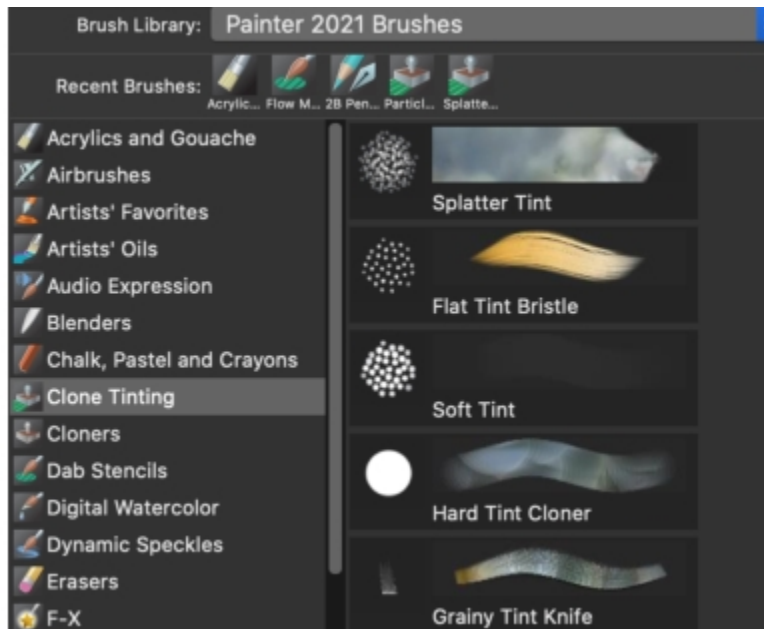 Brush Library: Painter 2021 Brushes
Recent Brushes:
Acrylic... Flow M... 2B Pen... Particl... Splatte...
Acrylics and Gouache
Airbrushes
Artists' Favorites
Artists' Oils
Audio Expression
Blenders
Chalk, Pastel and Crayons
Clone Tinting
Cloners
Dab Stencils
Digital Watercolor
Dynamic Speckles
Erasers
F-X
Splatter Tint
Flat Tint Bristle
Soft Tint
Hard Tint Cloner
Grainy Tint Knife